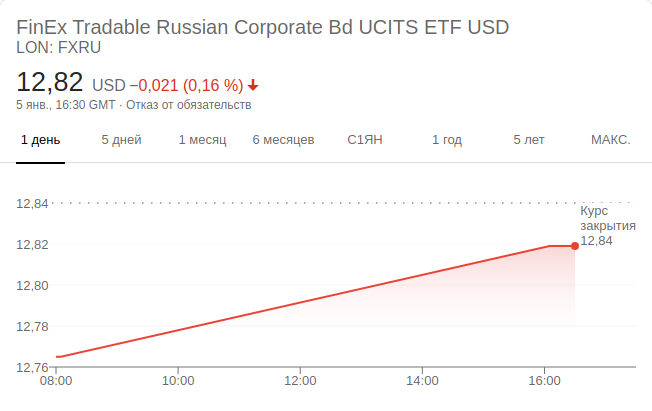 FinEx Tradable Russian Corporate Bd UCITS ETF USD
LON: FXRU
12,82 USD −0,021 (0,16 %)
5 янв., 16:30 GMT · Отказ от обязательств
1 день 5 дней 1 месяц 6 месяцев С1ЯН 1 год 5 лет МАКС.
12,84
Курс
закрытия
12,84
12,82
12,80
12,78
12,76
08:00 10:00 12:00 14:00 16:00